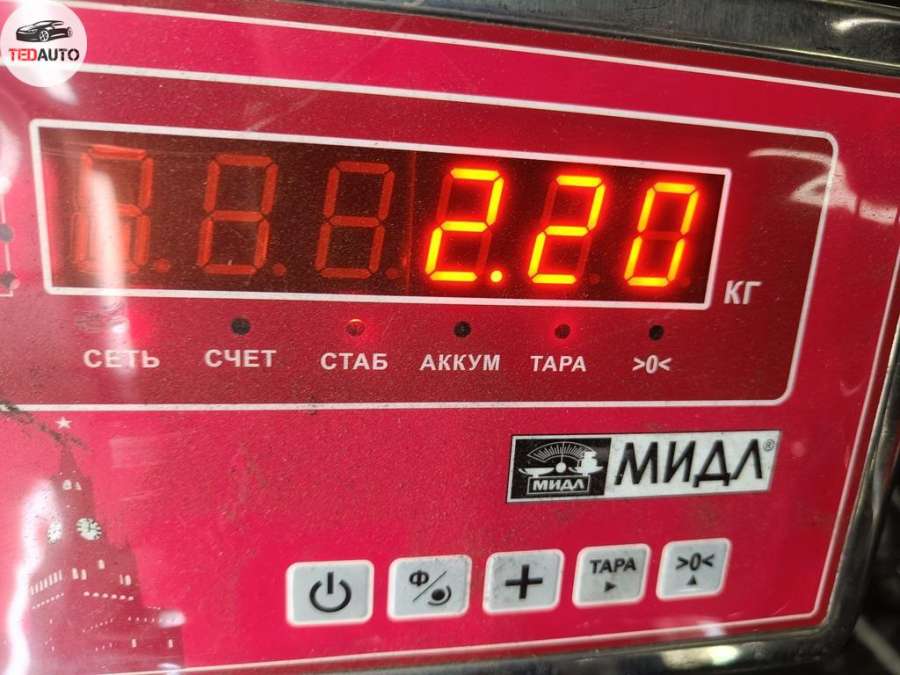 TEDAUTO
2.20
КГ
СЕТЬ СЧЕТ СТАБ АККУМ ТАРА >0<
МИДЛ МИДЛ®
Ф ТАРА >0<